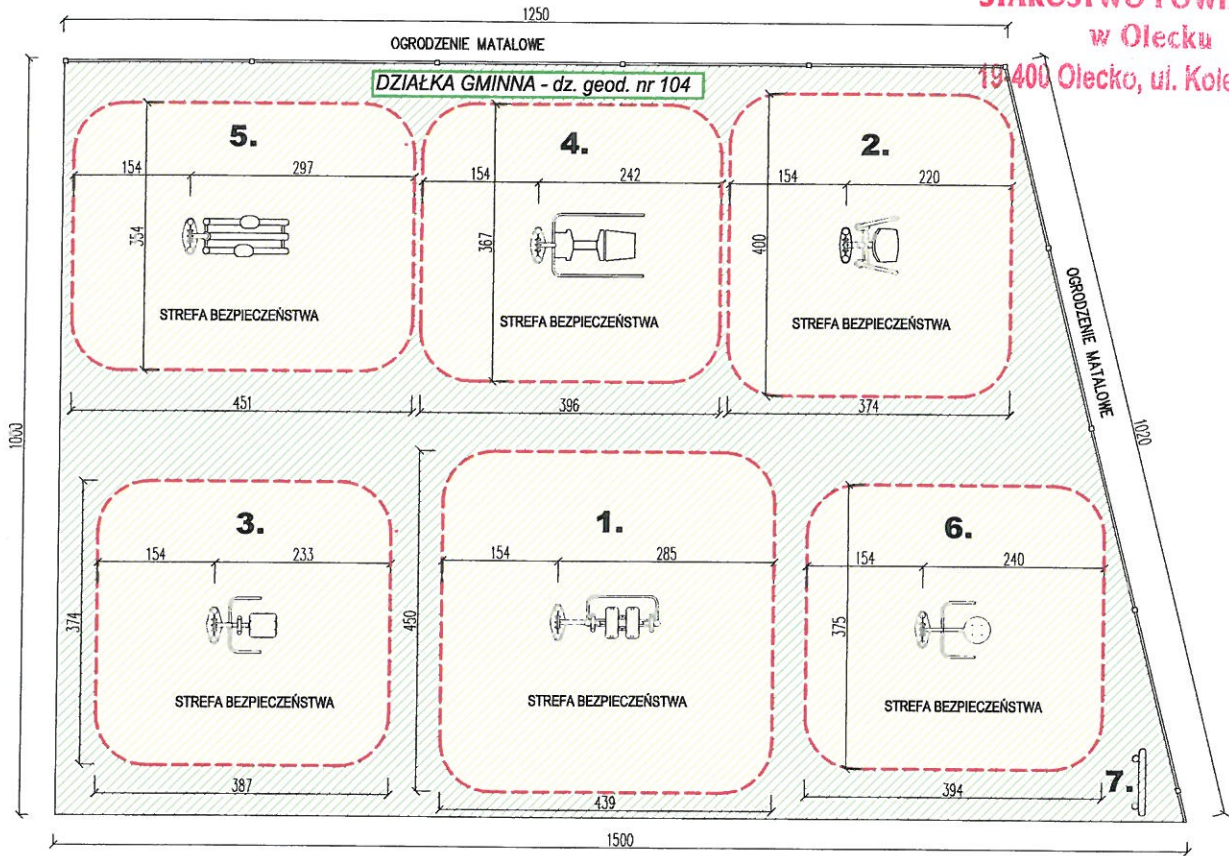 1250
STAROSTWO
w Olecku
19-400 Olecko, ul.
OGRODZENIE MATALOWE
DZIAŁKA GMINNA - dz. geod. nr 104
5.
4.
2.
154
297
154
242
154
220
354
367
400
STREFA BEZPIECZEŃSTWA
STREFA BEZPIECZEŃSTWA
STREFA BEZPIECZEŃSTWA
OGRODZENIE MATALOWE
451
396
374
1000
1020
3.
1.
6.
154
233
154
285
154
240
374
450
375
STREFA BEZPIECZEŃSTWA
STREFA BEZPIECZEŃSTWA
STREFA BEZPIECZEŃSTWA
387
439
394
7.
1500